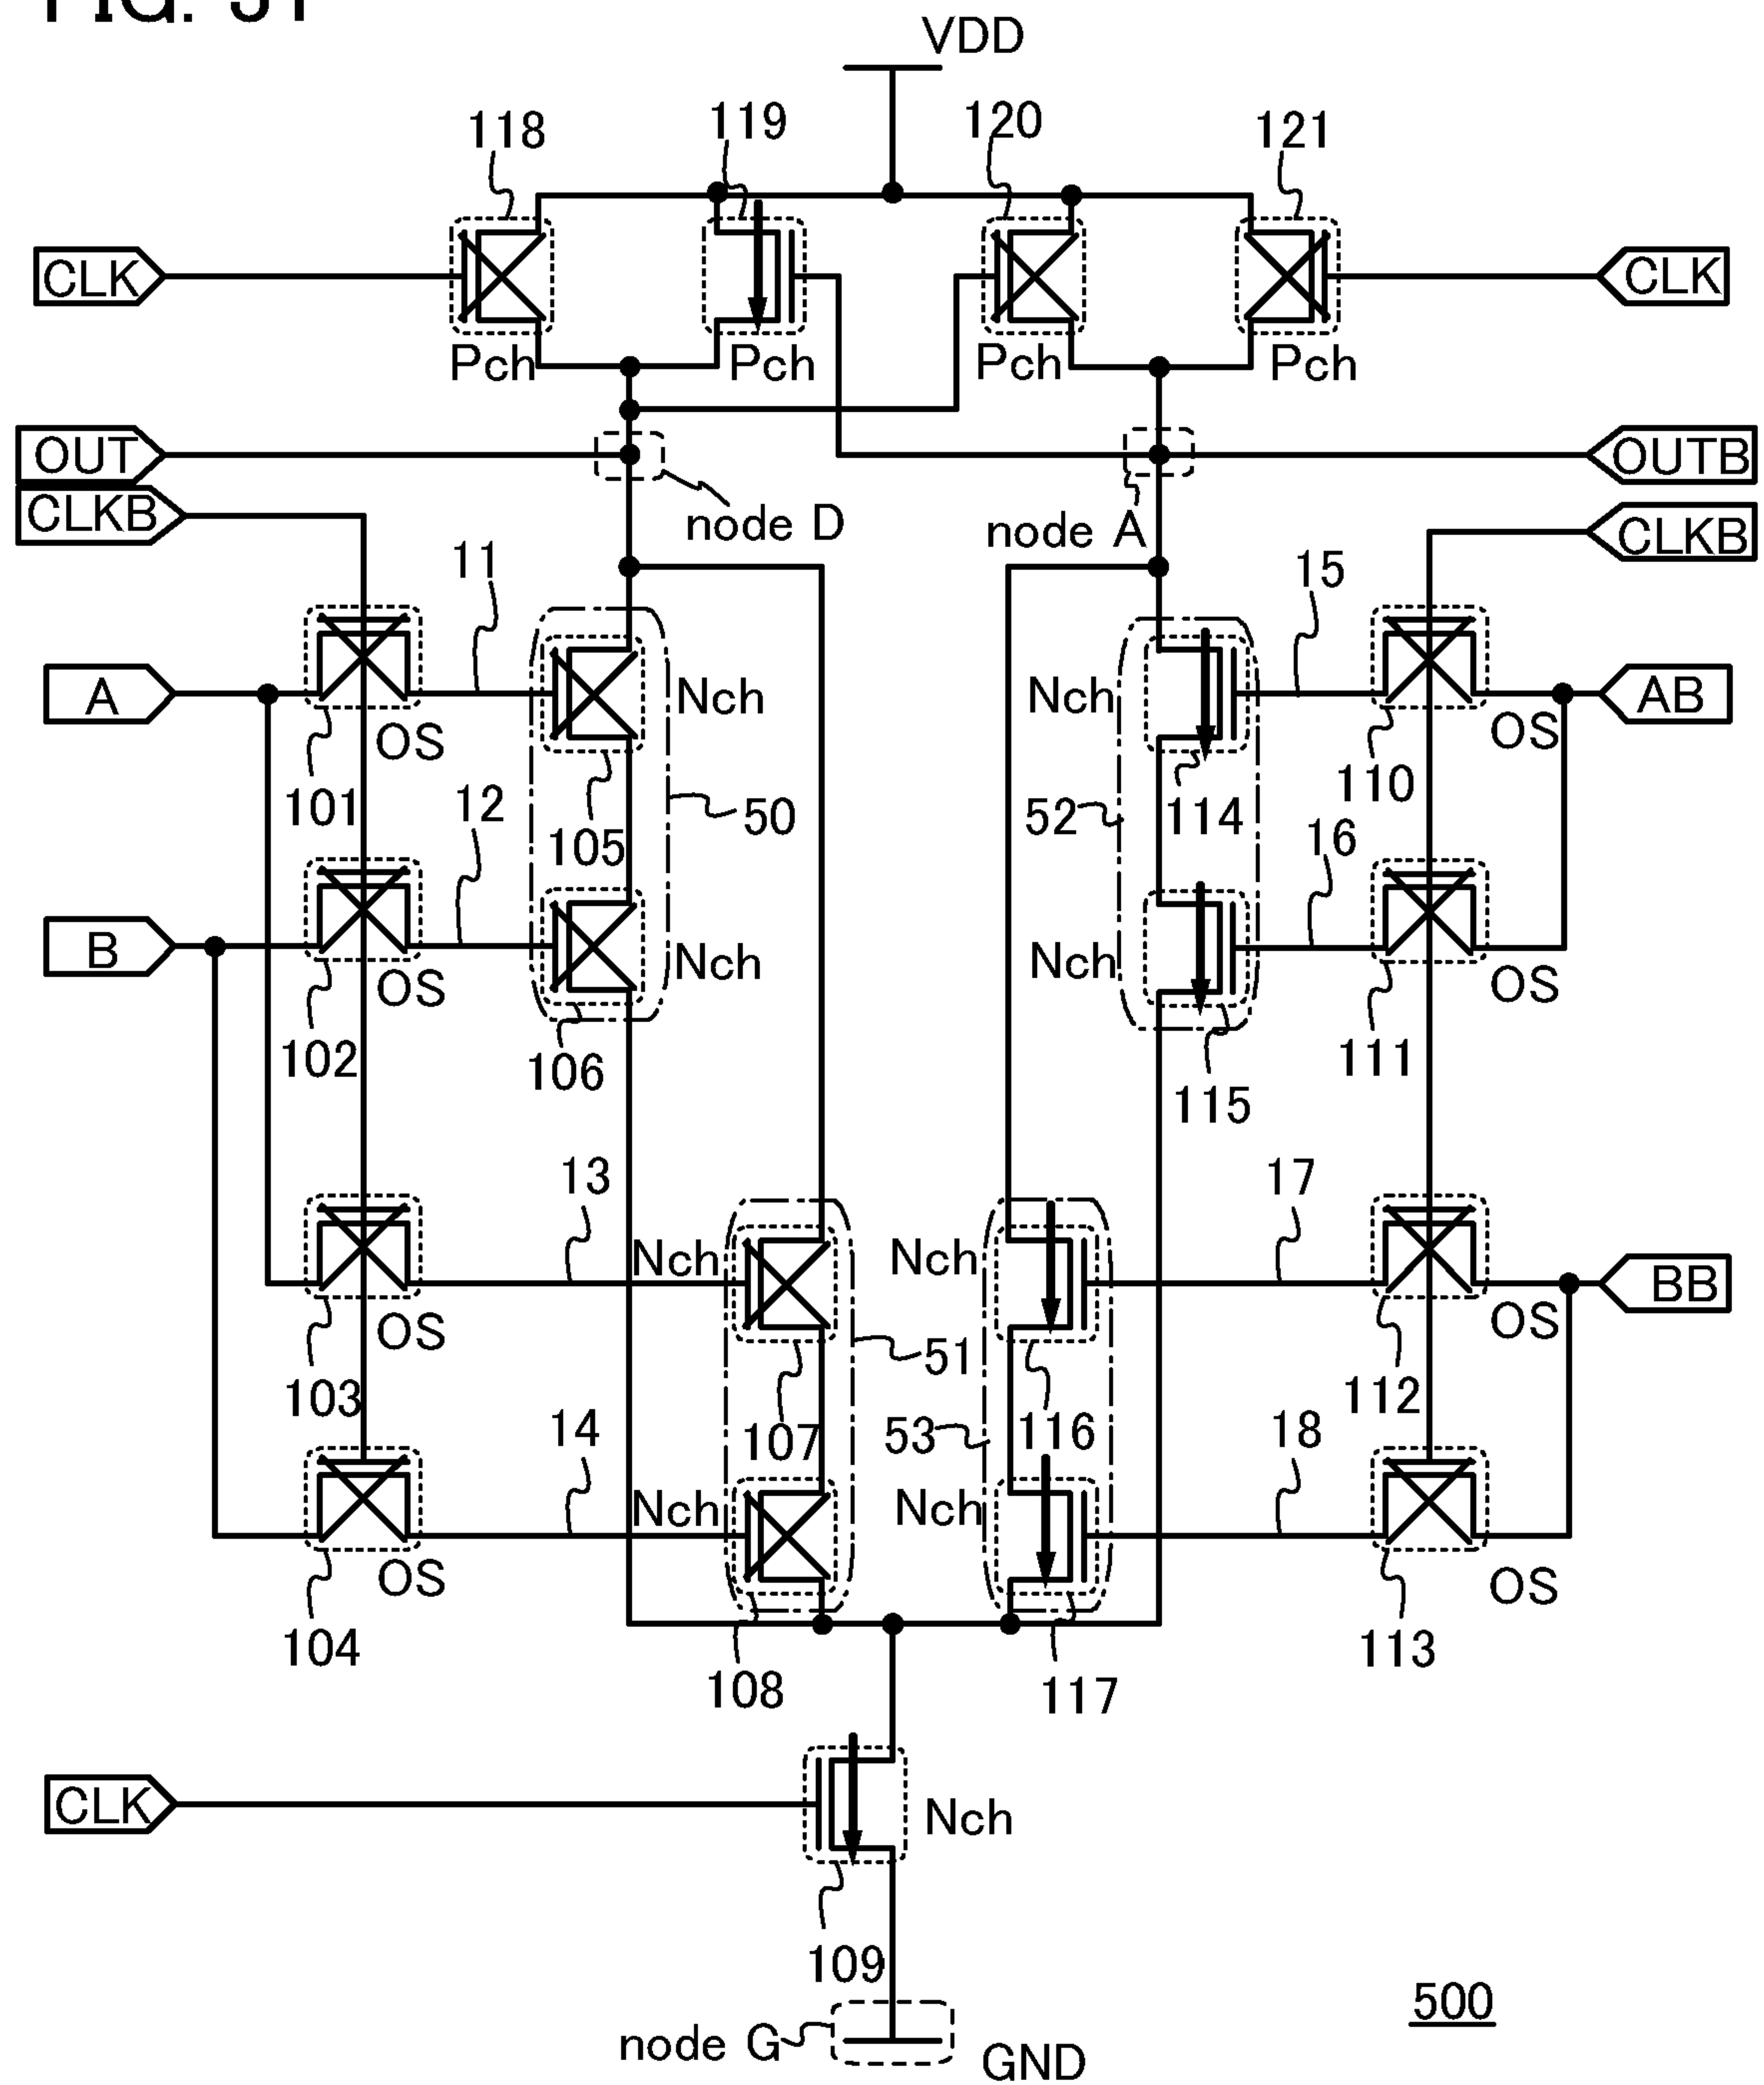 VDD
118
119
120
121
CLK
CLK
Pch
Pch
Pch
Pch
OUT
OUTB
CLKB
node D
node A
CLKB
11
15
A
Nch
Nch
AB
OS
OS
101
12
105
50
52
114
16
110
B
Nch
Nch
OS
OS
102
106
115
111
13
17
Nch
Nch
BB
OS
OS
103
14
107
51
53
116
18
112
Nch
Nch
OS
OS
104
108
117
113
CLK
Nch
109
500
node G
GND